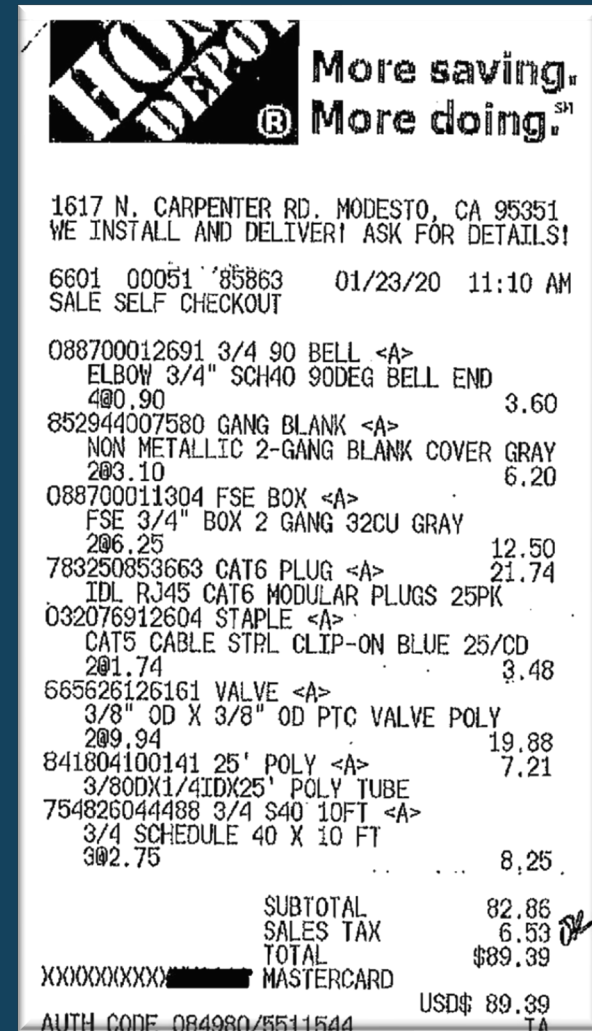 HOME
DEPOT
®
More saving.
More doing.℠
1617 N. CARPENTER RD. MODESTO, CA 95351
WE INSTALL AND DELIVER! ASK FOR DETAILS!
6601 00051 85863 01/23/20 11:10 AM
SALE SELF CHECKOUT
088700012691 3/4 90 BELL <A>
ELBOW 3/4" SCH40 90DEG BELL END
4@0.90 3.60
852944007580 GANG BLANK <A>
NON METALLIC 2-GANG BLANK COVER GRAY
2@3.10 6.20
088700011304 FSE BOX <A>
FSE 3/4" BOX 2 GANG 32CU GRAY
2@6.25 12.50
783250853663 CAT6 PLUG <A> 21.74
IDL RJ45 CAT6 MODULAR PLUGS 25PK
032076912604 STAPLE <A>
CAT5 CABLE STPL CLIP-ON BLUE 25/CD
2@1.74 3.48
665626126161 VALVE <A>
3/8" OD X 3/8" OD PTC VALVE POLY
2@9.94 19.88
841804100141 25' POLY <A> 7.21
3/8ODX1/4IDX25' POLY TUBE
754826044488 3/4 S40 10FT <A>
3/4 SCHEDULE 40 X 10 FT
3@2.75 8.25
SUBTOTAL 82.86
SALES TAX 6.53
TOTAL $89.39
XXXXXXXXXXX MASTERCARD
USD$ 89.39
AUTH CODE 084980/5511544 TA